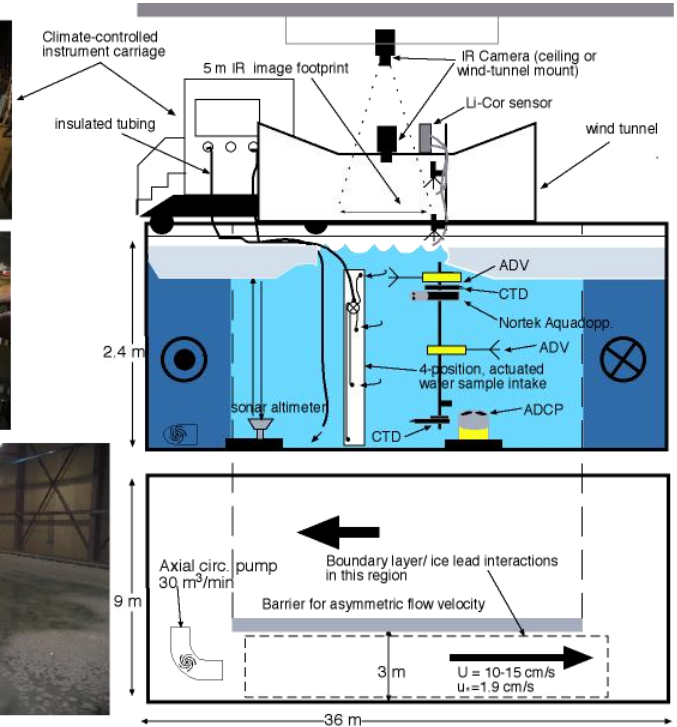 Climate-controlled
instrument carriage
5 m IR image footprint
IR Camera (ceiling or
wind-tunnel mount)
Li-Cor sensor
insulated tubing
wind tunnel
ADV
CTD
Nortek Aquadopp.
2.4 m
ADV
4-position, actuated
water sample intake
sonar altimeter
ADCP
CTD
Axial circ. pump
30 m³/min
Boundary layer/ ice lead interactions
in this region
9 m
Barrier for asymmetric flow velocity
3 m
U = 10-15 cm/s
u*=1.9 cm/s
36 m